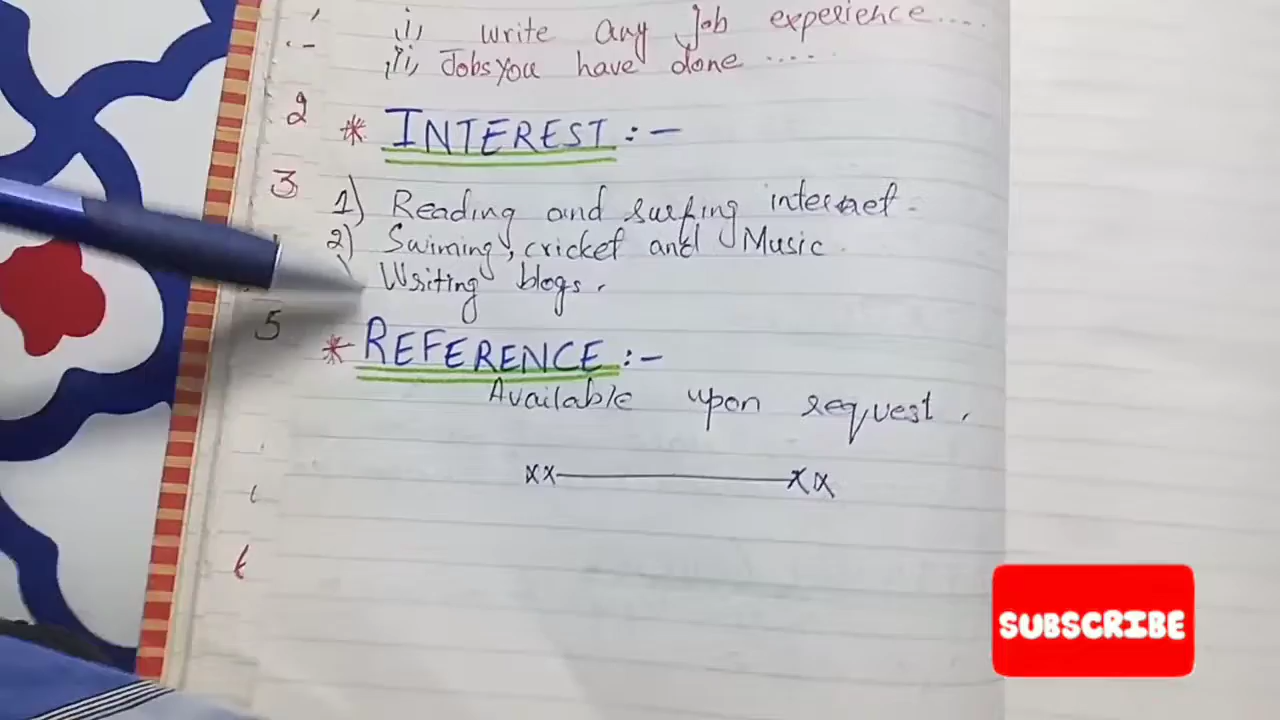 i, write any job experience....
ii, Jobs you have done ....
2 * INTEREST :-
3
1) Reading and surfing internet.
2) Swiming, cricket and Music.
) Writing blogs.
5
* REFERENCE :-
Available upon request.
xx————xx
SUBSCRIBE